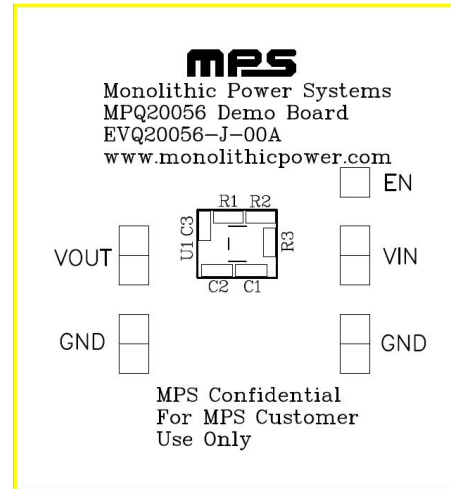 mps
Monolithic Power Systems
MPQ20056 Demo Board
EVQ20056-J-00A
www.monolithicpower.com
EN
R1 R2
C3
U1
R3
VOUT
VIN
C2 C1
GND
GND
MPS Confidential
For MPS Customer
Use Only